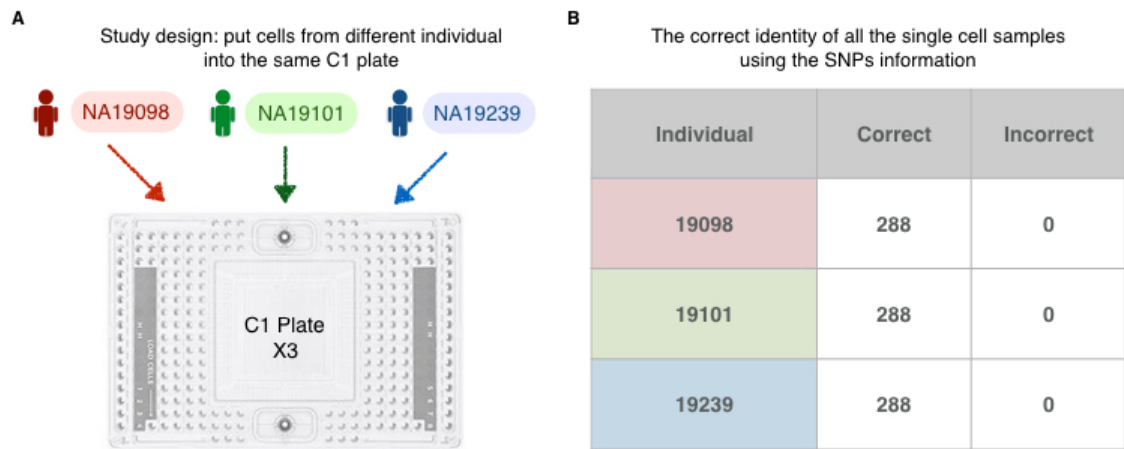 A
Study design: put cells from different individual
into the same C1 plate
NA19098
NA19101
NA19239
LOAD CELLS
C1 Plate
X3
B
The correct identity of all the single cell samples
using the SNPs information
Individual Correct Incorrect
19098 288 0
19101 288 0
19239 288 0